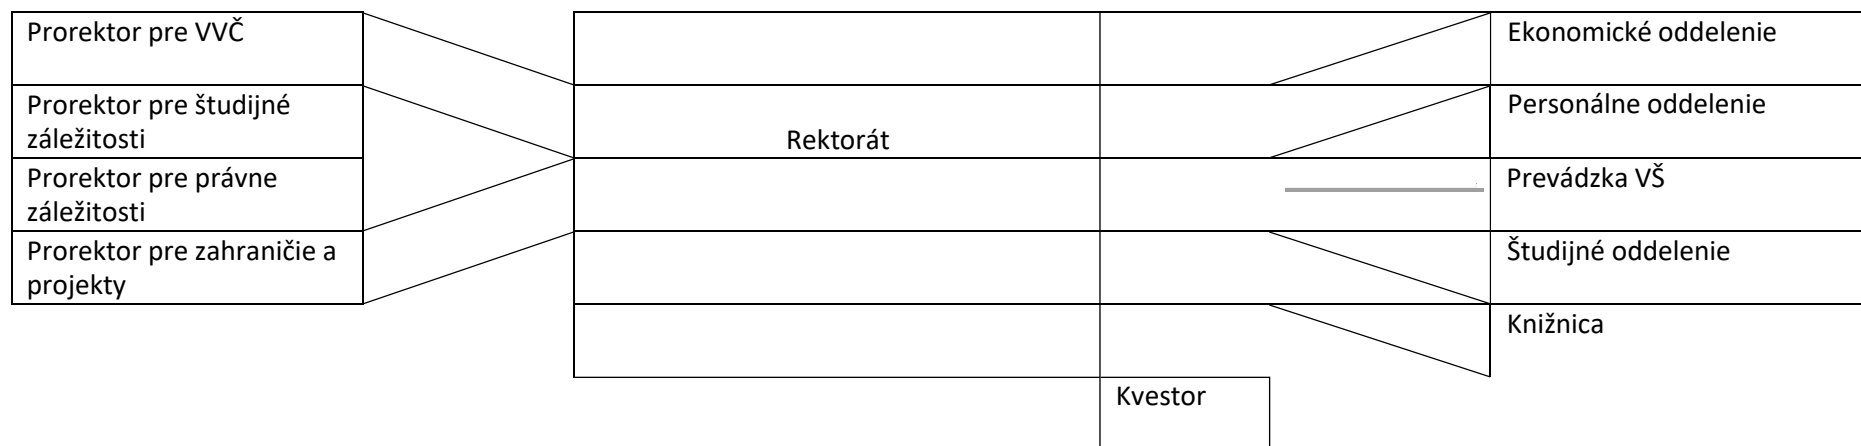 Prorektor pre VVČ
Ekonomické oddelenie
Prorektor pre študijné
záležitosti
Rektorát
Personálne oddelenie
Prorektor pre právne
záležitosti
Prevádzka VŠ
Prorektor pre zahraničie a
projekty
Študijné oddelenie
Knižnica
Kvestor